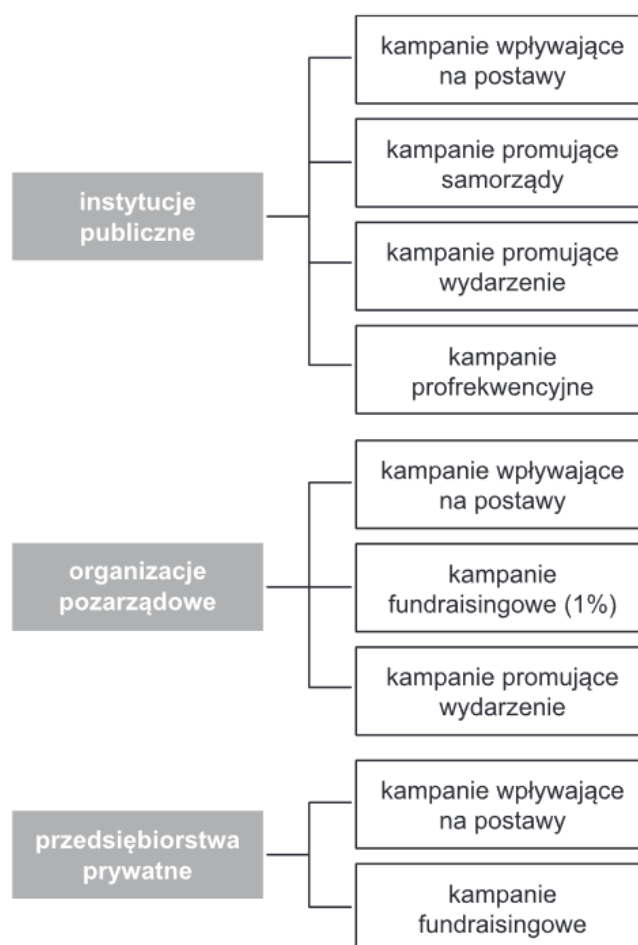 instytucje
publiczne
kampanie wpływające
na postawy
kampanie promujące
samorządy
kampanie promujące
wydarzenie
kampanie
profrekwencyjne
organizacje
pozarządowe
kampanie wpływające
na postawy
kampanie
fundraisingowe (1%)
kampanie promujące
wydarzenie
przedsiębiorstwa
prywatne
kampanie wpływające
na postawy
kampanie
fundraisingowe